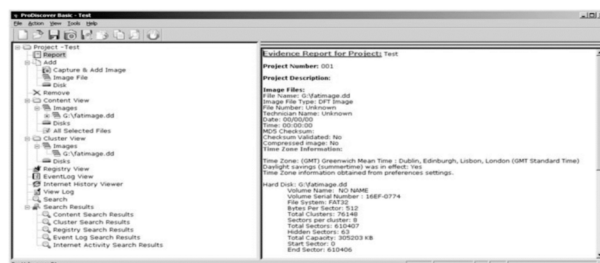 ProDiscover Basic - Test
File Action View Tools Help
Project -Test
Report
Add
Capture & Add Image
Image File
Disk
Remove
Content View
Images
G:\fatimage.dd
Disks
All Selected Files
Cluster View
Images
G:\fatimage.dd
Disks
Registry View
EventLog View
Internet History Viewer
View Log
Search
Search Results
Content Search Results
Cluster Search Results
Registry Search Results
Event Log Search Results
Internet Activity Search Results
Evidence Report for Project: Test
Project Number: 001
Project Description:
Image Files:
File Name: G:\fatimage.dd
Image File Type: DFT Image
File Number: Unknown
Technician Name: Unknown
Date: 00/00/00
Time: 00:00:00
MD5 Checksum:
Checksum Validated: No
Compressed image: No
Time Zone Information:
Time Zone: (GMT) Greenwich Mean Time : Dublin, Edinburgh, Lisbon, London (GMT Standard Time)
Daylight savings (summertime) was in effect: Yes
Time Zone information obtained from preferences settings.
Hard Disk: G:\fatimage.dd
Volume Name: NO NAME
Volume Serial Number : 16EF-0774
File System: FAT32
Bytes Per Sector: 512
Total Clusters: 76148
Sectors per cluster: 8
Total Sectors: 610407
Hidden Sectors: 63
Total Capacity: 305203 KB
Start Sector: 0
End Sector: 610406